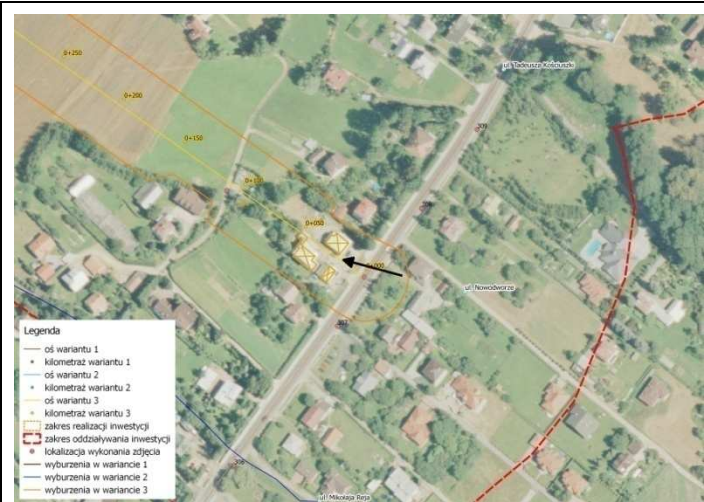 0+250
0+200
0+150
0+100
0+050
0+000
ul. Tadeusza Kościuszki
ul. Nowodworze
ul. Mikołaja Reja
Legenda
oś wariantu 1
kilometraż wariantu 1
oś wariantu 2
kilometraż wariantu 2
oś wariantu 3
kilometraż wariantu 3
zakres realizacji inwestycji
zakres oddziaływania inwestycji
lokalizacja wykonania zdjęcia
wyburzenia w wariancie 1
wyburzenia w wariancie 2
wyburzenia w wariancie 3